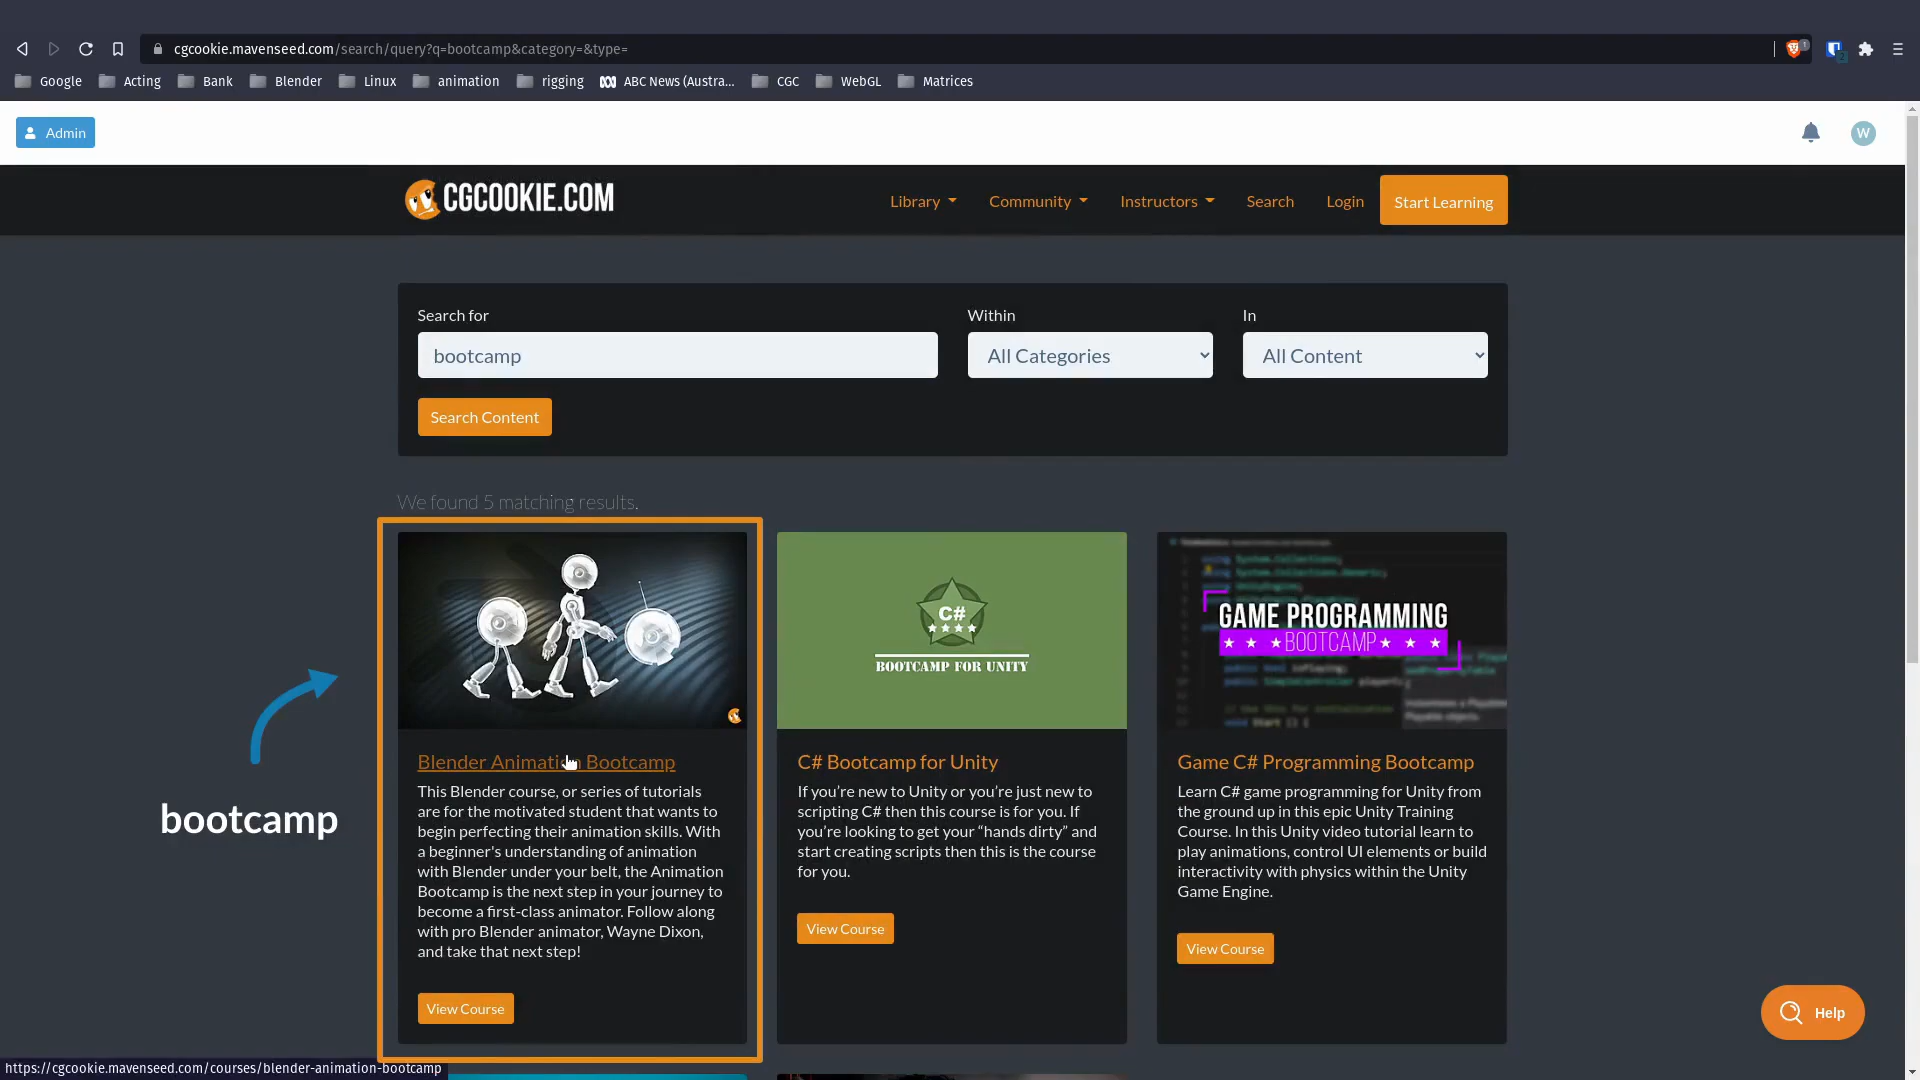 cgcookie.mavenseed.com/search/query?q=bootcamp&category=&type=
Google Acting Bank Blender Linux animation rigging ABC News (Austra... CGC WebGL Matrices
Admin
W
CGCOOKIE.COM
Library Community Instructors Search Login Start Learning
Search for
Within
In
bootcamp
All Categories
All Content
Search Content
We found 5 matching results.
C#
BOOTCAMP FOR UNITY
GAME PROGRAMMING
BOOTCAMP
Blender Animation Bootcamp
This Blender course, or series of tutorials
are for the motivated student that wants to
begin perfecting their animation skills. With
a beginner's understanding of animation
with Blender under your belt, the Animation
Bootcamp is the next step in your journey to
become a first-class animator. Follow along
with pro Blender animator, Wayne Dixon,
and take that next step!
View Course
C# Bootcamp for Unity
If you’re new to Unity or you’re just new to
scripting C# then this course is for you. If
you’re looking to get your “hands dirty” and
start creating scripts then this is the course
for you.
View Course
Game C# Programming Bootcamp
Learn C# game programming for Unity from
the ground up in this epic Unity Training
Course. In this Unity video tutorial learn to
play animations, control UI elements or build
interactivity with physics within the Unity
Game Engine.
View Course
bootcamp
Help
https://cgcookie.mavenseed.com/courses/blender-animation-bootcamp